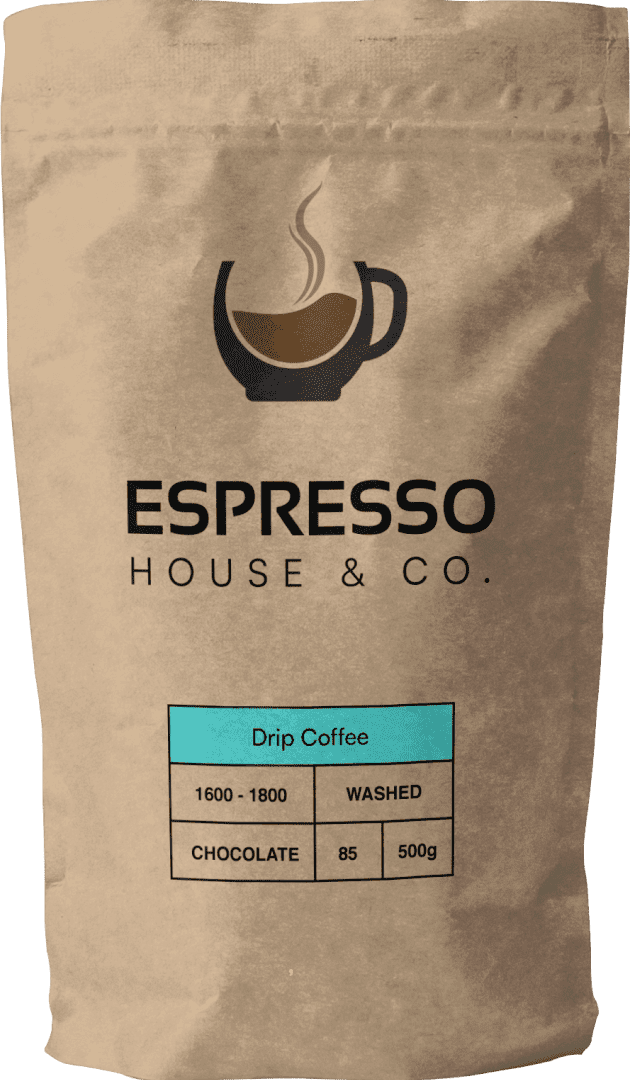 ESPRESSO
HOUSE & CO.
Drip Coffee
1600 - 1800 WASHED
CHOCOLATE 85 500g